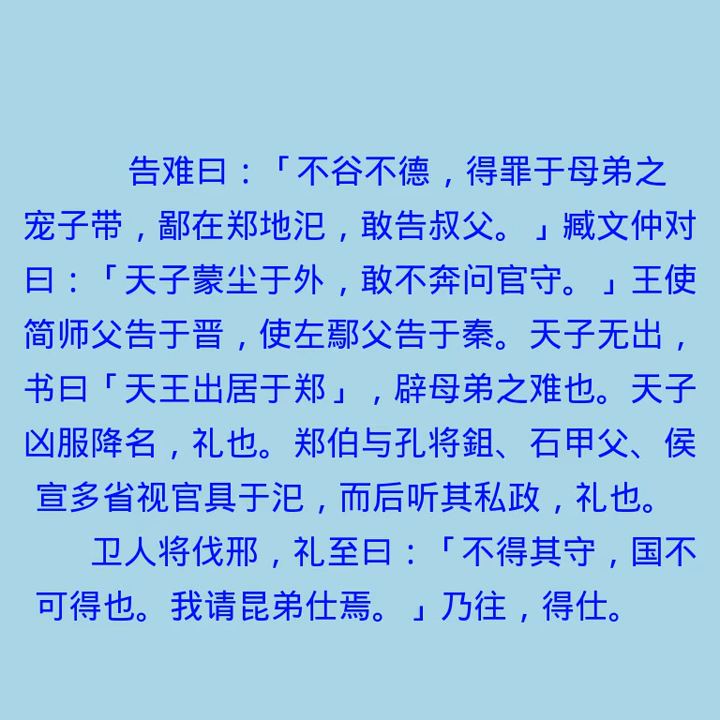 告难曰：「不谷不德，得罪于母弟之
宠子带，鄙在郑地汜，敢告叔父。」臧文仲对
曰：「天子蒙尘于外，敢不奔问官守。」王使
简师父告于晋，使左鄢父告于秦。天子无出，
书曰「天王出居于郑」，辟母弟之难也。天子
凶服降名，礼也。郑伯与孔将鉏、石甲父、侯
宣多省视官具于汜，而后听其私政，礼也。
卫人将伐邢，礼至曰：「不得其守，国不
可得也。我请昆弟仕焉。」乃往，得仕。